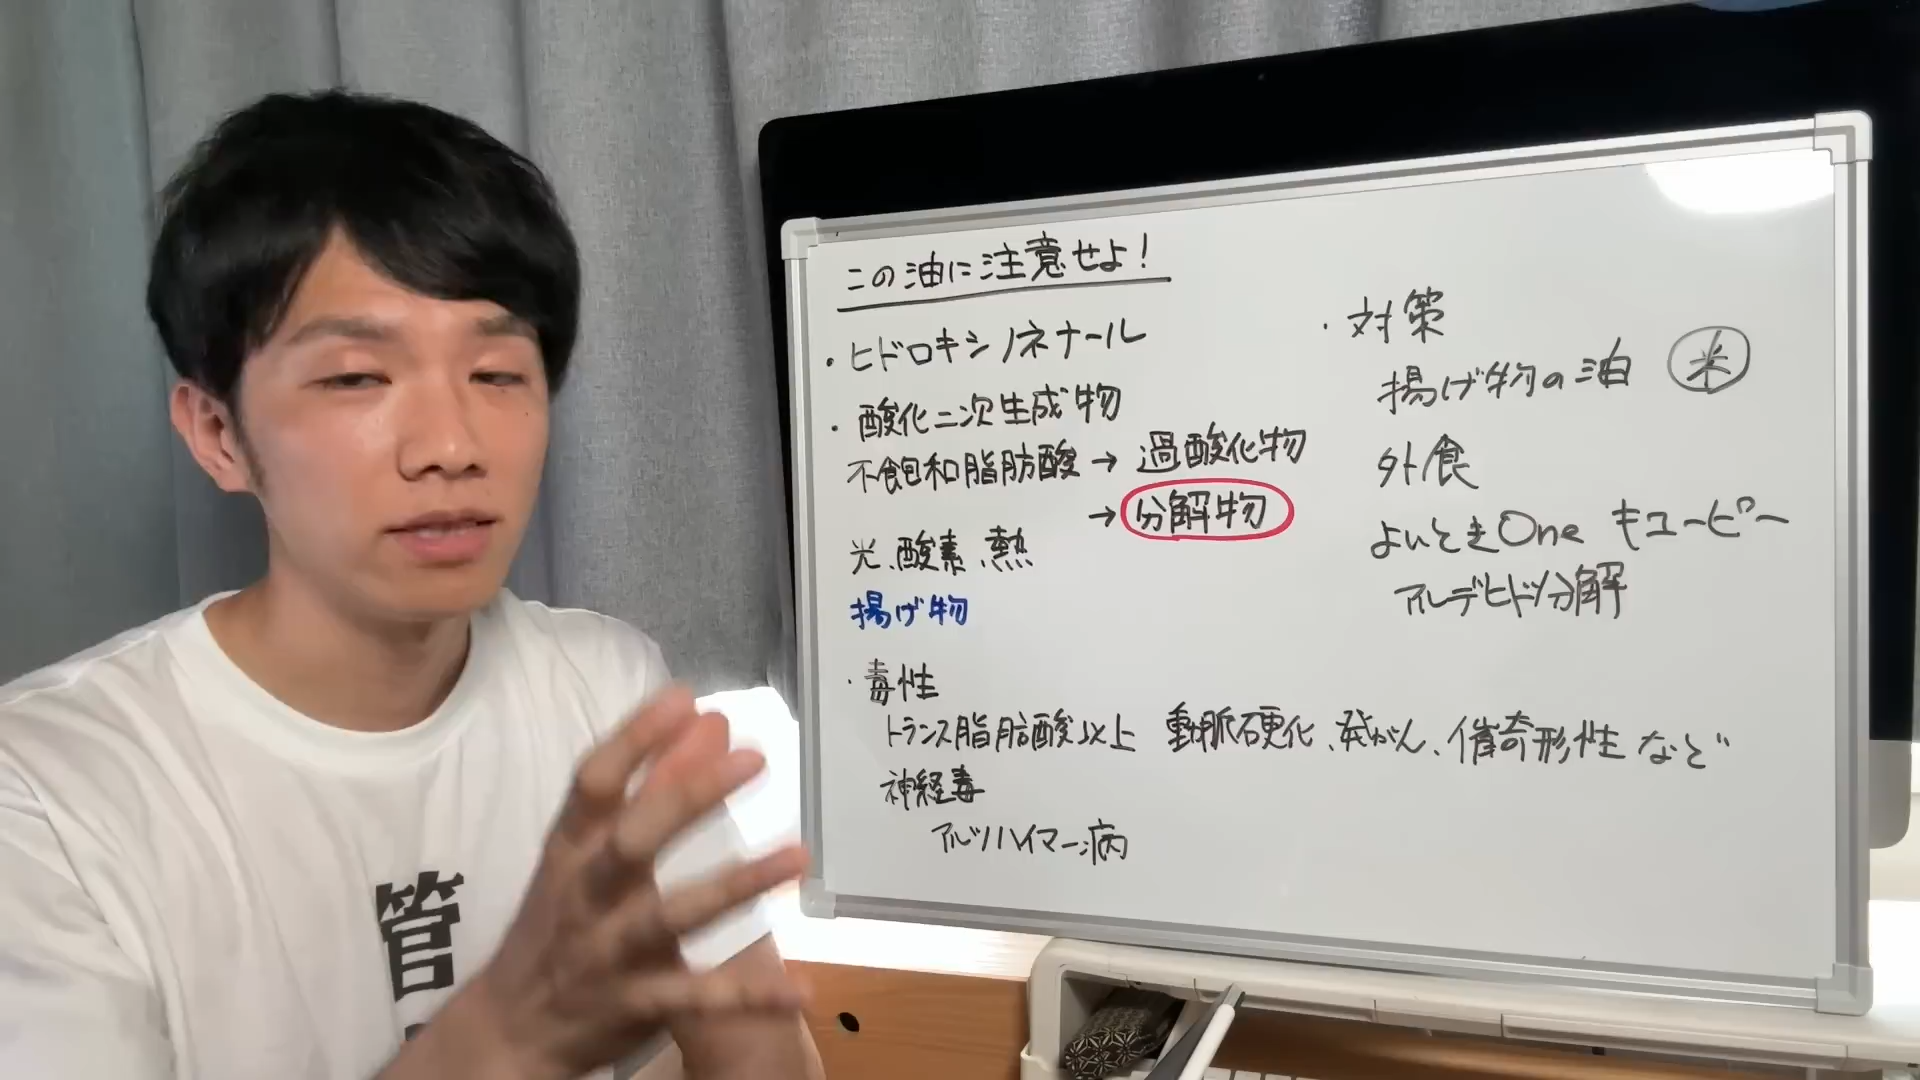 この油に注意せよ！
・ヒドロキシノネナール
・酸化二次生成物
不飽和脂肪酸→過酸化物
→分解物
光、酸素、熱
揚げ物
・毒性
トランス脂肪酸以上 動脈硬化、発がん、催奇形性など
神経毒
アルツハイマー病
・対策
揚げ物の油 米
外食
よいときOne キューピー
アルデヒド分解
管